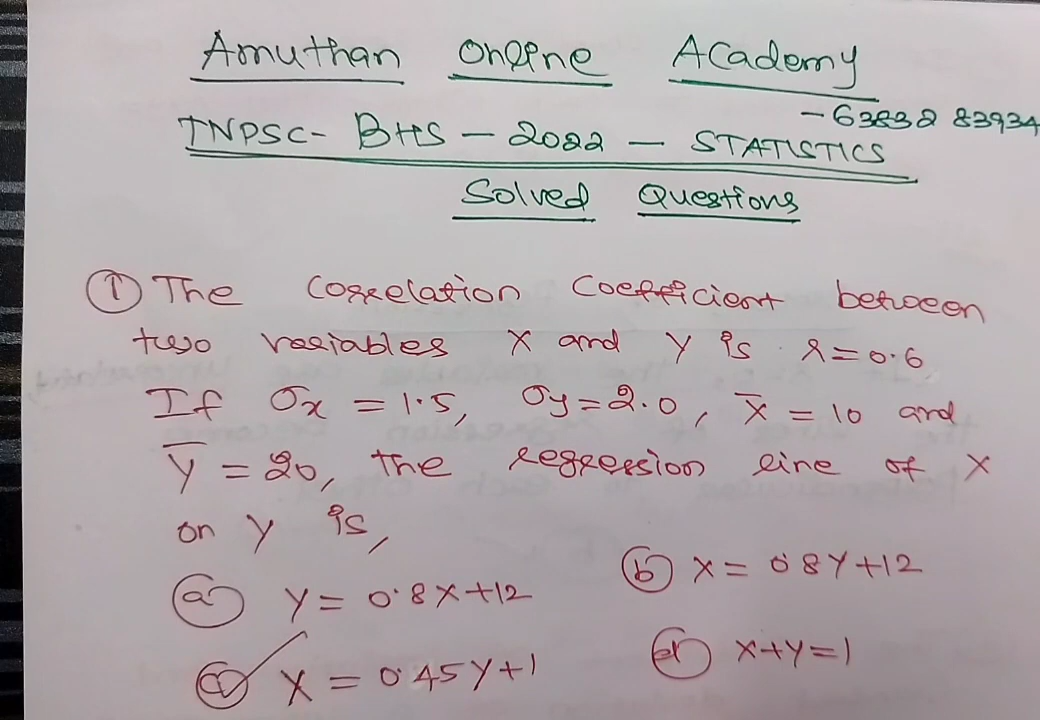 Amuthan Online Academy
- 63832 83934
TNPSC- BHS - 2022 - STATISTICS
Solved Questions
① The Correlation Coefficient between
two variables X and Y is r=0.6
If σx = 1.5, σy=2.0, x̄ = 10 and
ȳ = 20, the regression line of X
on Y is,
(a) Y= 0.8X+12 (b) X= 0.8Y+12
(c) X = 0.45Y+1 (d) X+Y=1